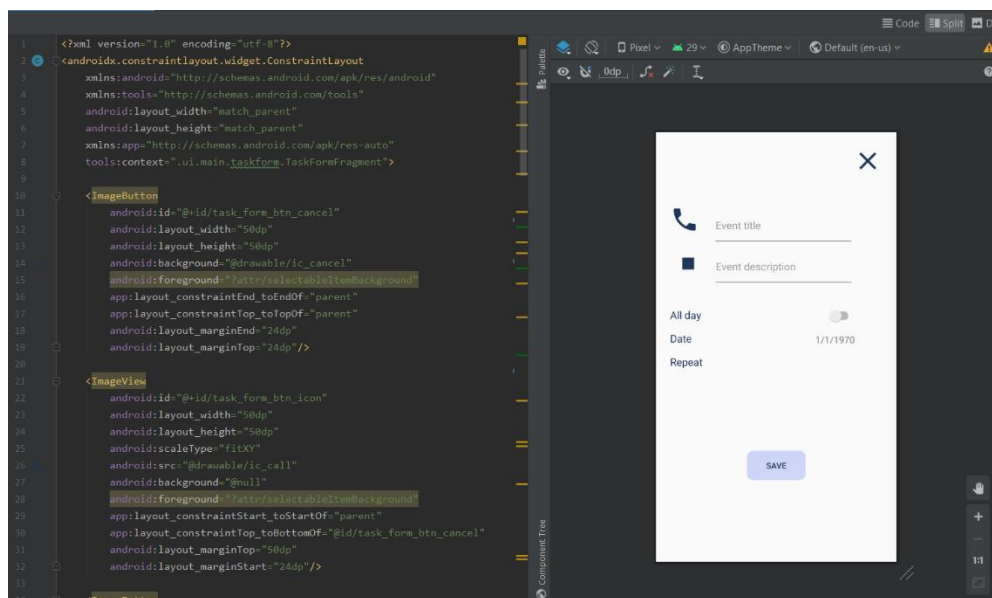 Code Split
1 <?xml version="1.0" encoding="utf-8"?>
2 <androidx.constraintlayout.widget.ConstraintLayout
3 xmlns:android="http://schemas.android.com/apk/res/android"
4 xmlns:tools="http://schemas.android.com/tools"
5 android:layout_width="match_parent"
6 android:layout_height="match_parent"
7 xmlns:app="http://schemas.android.com/apk/res-auto"
8 tools:context=".ui.main.taskform.TaskFormFragment">
9
10 <ImageButton
11 android:id="@+id/task_form_btn_cancel"
12 android:layout_width="50dp"
13 android:layout_height="50dp"
14 android:background="@drawable/ic_cancel"
15 android:foreground="?attr/selectableItemBackground"
16 app:layout_constraintEnd_toEndOf="parent"
17 app:layout_constraintTop_toTopOf="parent"
18 android:layout_marginEnd="24dp"
19 android:layout_marginTop="24dp"/>
20
21 <ImageView
22 android:id="@+id/task_form_btn_icon"
23 android:layout_width="50dp"
24 android:layout_height="50dp"
25 android:scaleType="fitXY"
26 android:src="@drawable/ic_call"
27 android:background="@null"
28 android:foreground="?attr/selectableItemBackground"
29 app:layout_constraintStart_toStartOf="parent"
30 app:layout_constraintTop_toBottomOf="@id/task_form_btn_cancel"
31 android:layout_marginTop="50dp"
32 android:layout_marginStart="24dp"/>
33
Palette
Component Tree
Pixel 29 AppTheme Default (en-us)
0dp
Event title
Event description
All day
Date 1/1/1970
Repeat
SAVE
1:1